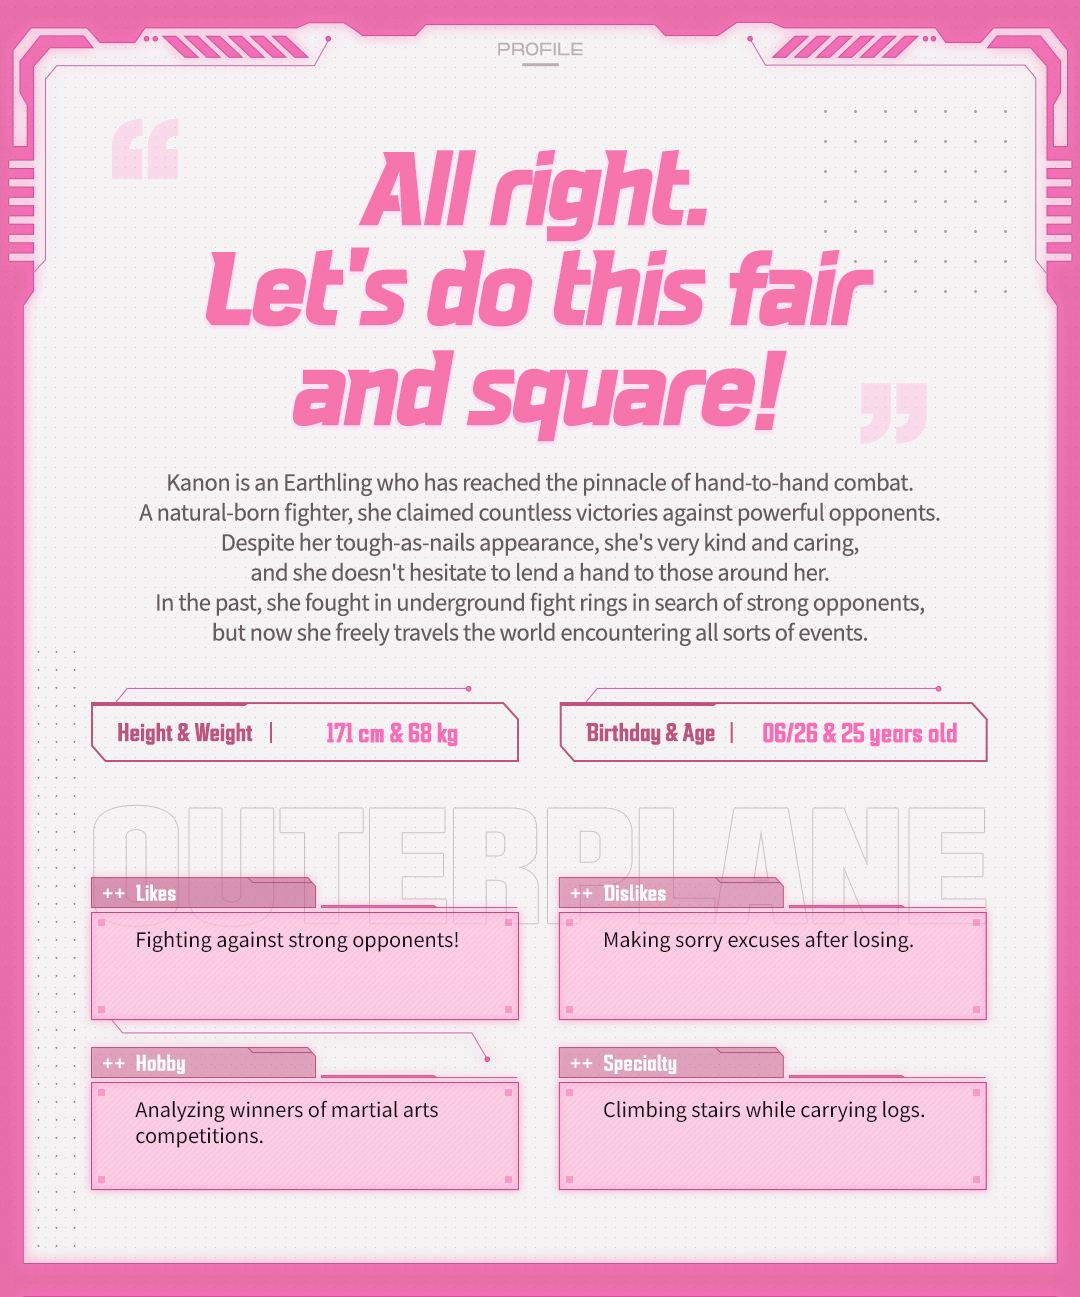 PROFILE
“
All right.
Let's do this fair
and square!
”
Kanon is an Earthling who has reached the pinnacle of hand-to-hand combat.
A natural-born fighter, she claimed countless victories against powerful opponents.
Despite her tough-as-nails appearance, she's very kind and caring,
and she doesn't hesitate to lend a hand to those around her.
In the past, she fought in underground fight rings in search of strong opponents,
but now she freely travels the world encountering all sorts of events.
Height & Weight | 171 cm & 68 kg
Birthday & Age | 06/26 & 25 years old
OUTERPLANE
++ Likes
Fighting against strong opponents!
++ Dislikes
Making sorry excuses after losing.
++ Hobby
Analyzing winners of martial arts
competitions.
++ Specialty
Climbing stairs while carrying logs.